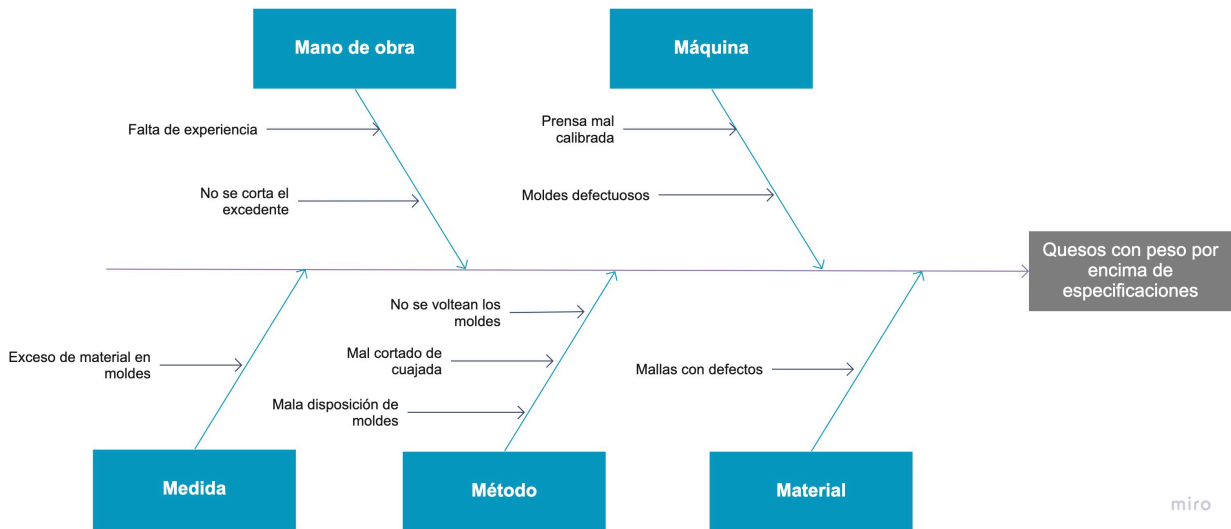 Mano de obra
Máquina
Falta de experiencia
Prensa mal
calibrada
No se corta el
excedente
Moldes defectuosos
Quesos con peso por
encima de
especificaciones
No se voltean los
moldes
Exceso de material en
moldes
Mal cortado de
cuajada
Mallas con defectos
Mala disposición de
moldes
Medida
Método
Material
miro